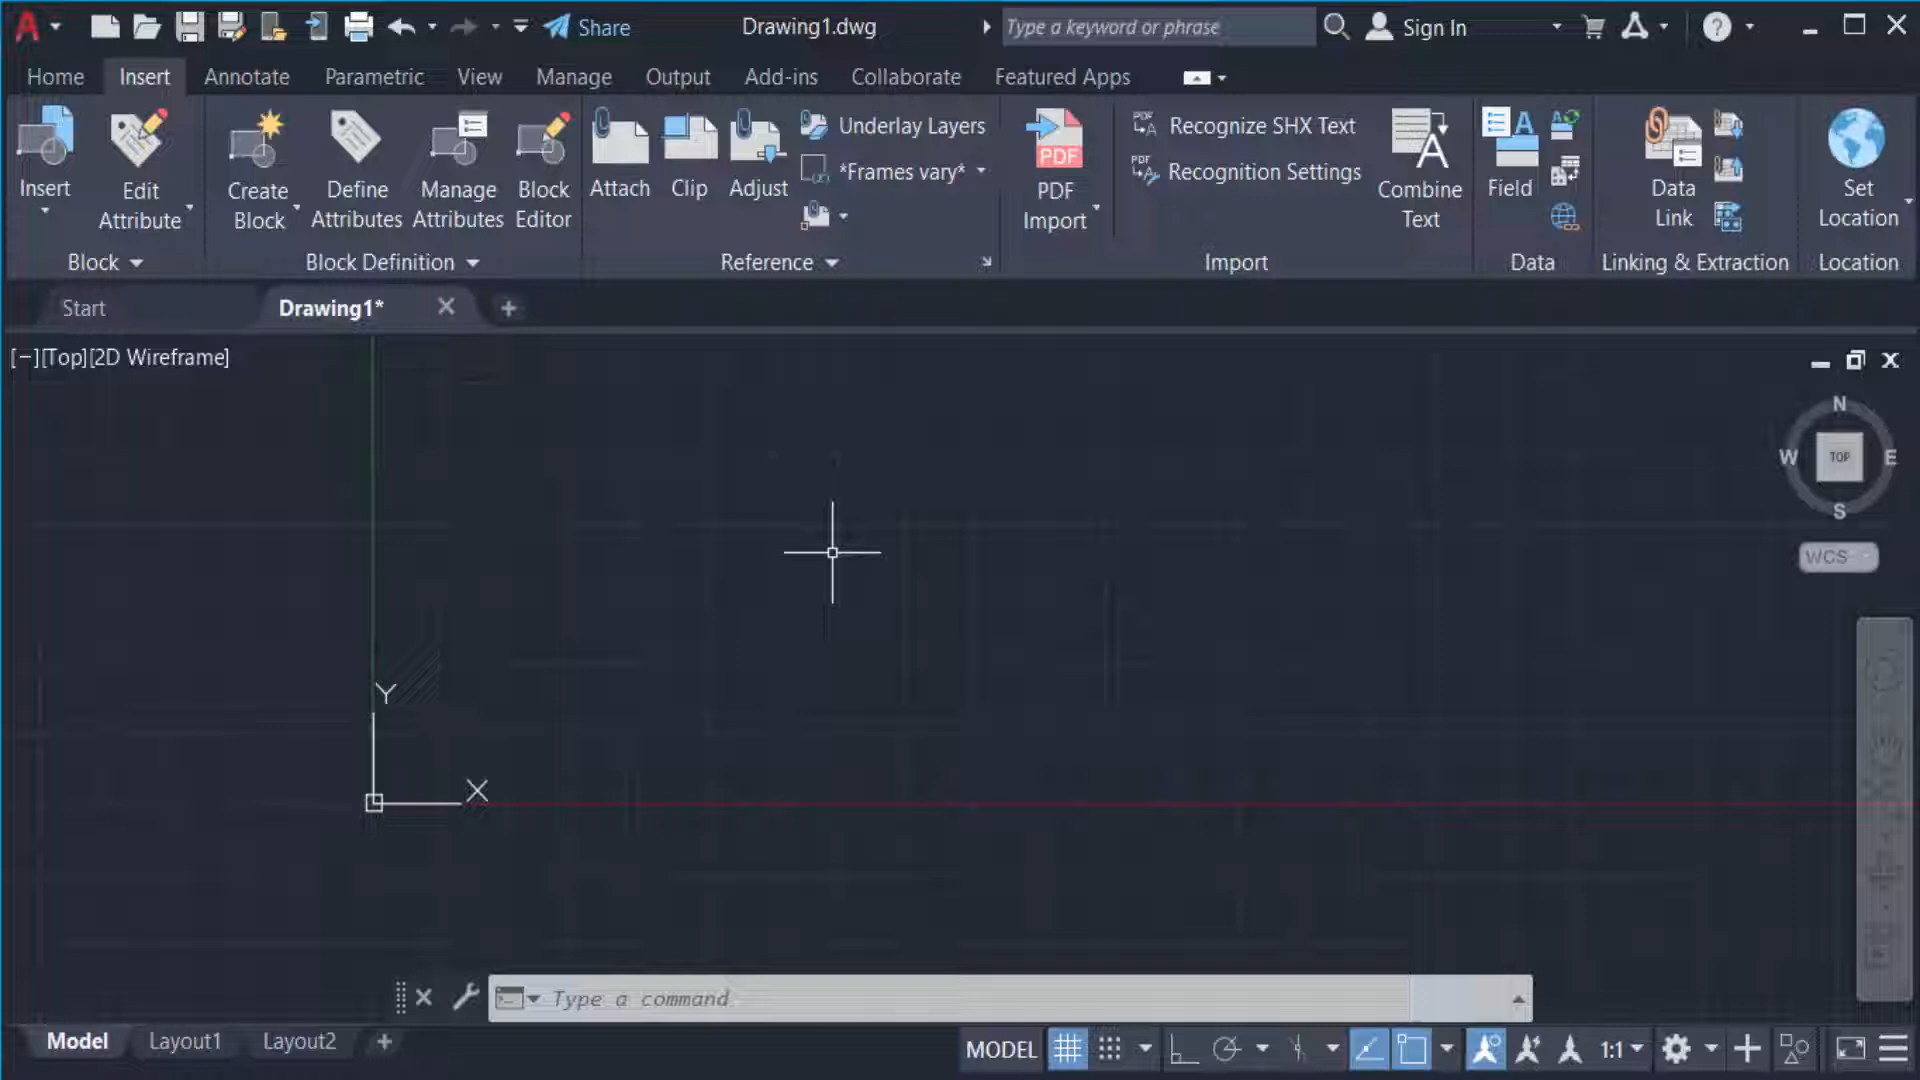 Share
Drawing1.dwg
Type a keyword or phrase
Sign In
Home Insert Annotate Parametric View Manage Output Add-ins Collaborate Featured Apps
Insert
Edit Attribute
Create Block
Define Attributes
Manage Attributes
Block Editor
Attach
Clip
Adjust
Underlay Layers
*Frames vary*
PDF
PDF Import
Recognize SHX Text
Recognition Settings
Combine Text
Field
Data Link
Set Location
Block
Block Definition
Reference
Import
Data
Linking & Extraction
Location
Start
Drawing1*
[−][Top][2D Wireframe]
N
W
TOP
E
S
WCS
Y
X
Type a command
Model Layout1 Layout2
MODEL
1:1